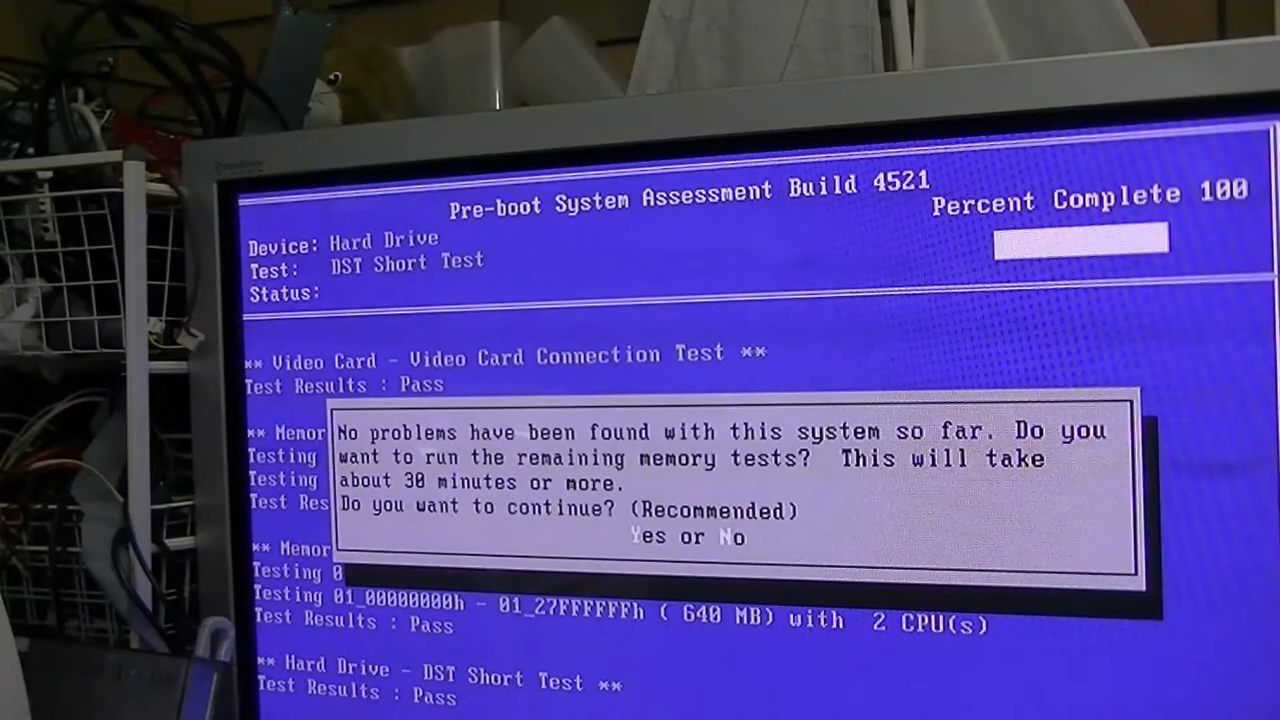 Pre-boot System Assessment Build 4521
Percent Complete 100
Device: Hard Drive
Test: DST Short Test
Status:
** Video Card - Video Card Connection Test **
Test Results : Pass
** Memor
Testing
Testing
Test Res
** Memor
Testing 0
Testing 01_00000000h - 01_27FFFFFFh ( 640 MB) with 2 CPU(s)
Test Results : Pass
** Hard Drive - DST Short Test **
Test Results : Pass
No problems have been found with this system so far. Do you
want to run the remaining memory tests? This will take
about 30 minutes or more.
Do you want to continue? (Recommended)
Yes or No